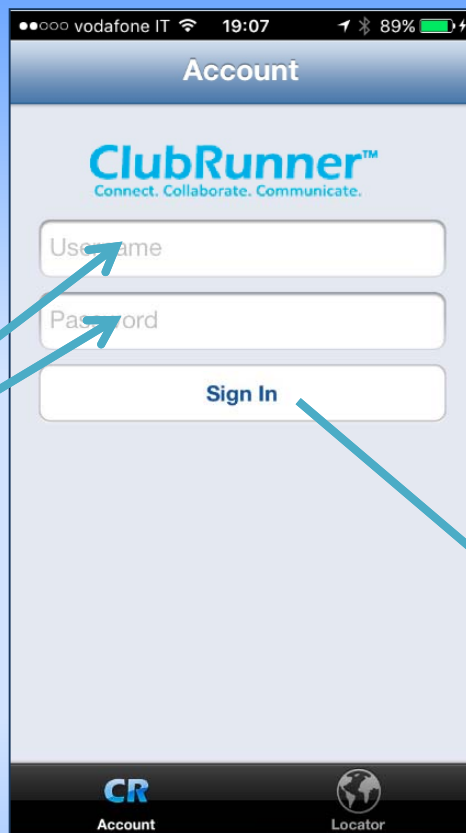 vodafone IT 19:07 89%
Account
ClubRunner™
Connect. Collaborate. Communicate.
Username
Password
Sign In
CR
Account
Locator